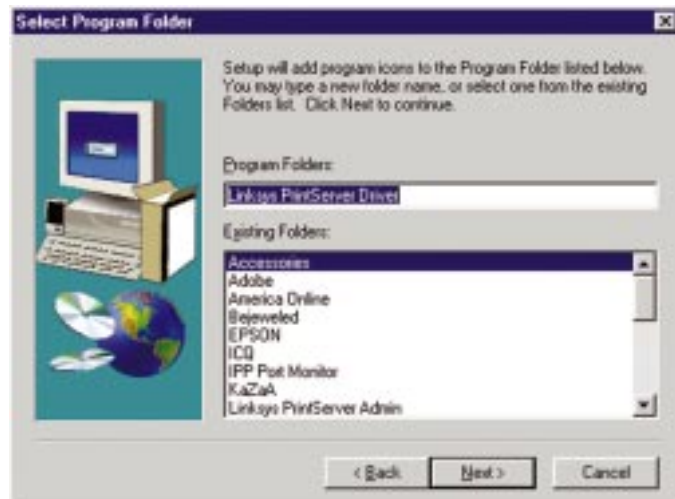 Select Program Folder
Setup will add program icons to the Program Folder listed below.
You may type a new folder name, or select one from the existing
Folders list. Click Next to continue.
Program Folders:
Linksys PrintServer Driver
Existing Folders:
Accessories
Adobe
America Online
Bejeweled
EPSON
ICQ
IPP Port Monitor
KaZaA
Linksys PrintServer Admin
< Back
Next >
Cancel